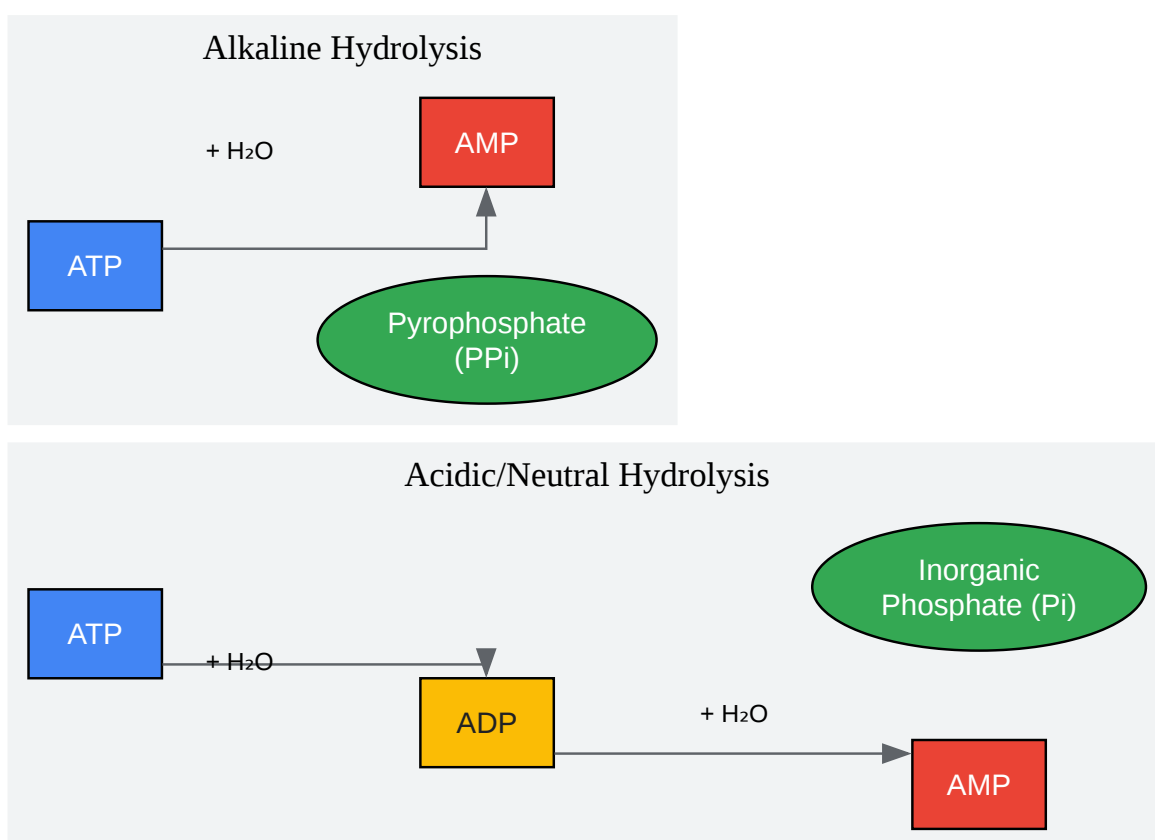 Alkaline Hydrolysis
AMP
+ H₂O
ATP
Pyrophosphate
(PPi)
Acidic/Neutral Hydrolysis
Inorganic
Phosphate (Pi)
ATP
+ H₂O
ADP
+ H₂O
AMP